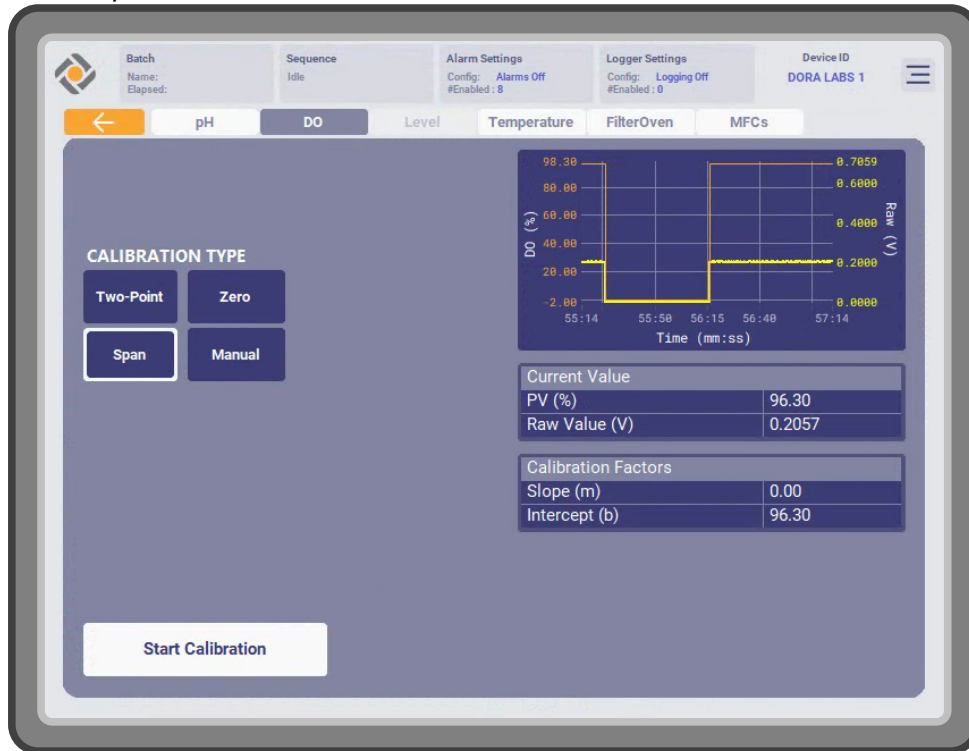 Batch
Name:
Elapsed:
Sequence
Idle
Alarm Settings
Config: Alarms Off
#Enabled : 8
Logger Settings
Config: Logging Off
#Enabled : 0
Device ID
DORA LABS 1
pH DO Level Temperature FilterOven MFCs
CALIBRATION TYPE
Two-Point Zero
Span Manual
Start Calibration
98.30
80.00
60.00
40.00
20.00
-2.00
DO (%)
0.7059
0.6000
0.4000
0.2000
0.0000
Raw (V)
55:14 55:50 56:15 56:40 57:14
Time (mm:ss)
Current Value
PV (%) 96.30
Raw Value (V) 0.2057
Calibration Factors
Slope (m) 0.00
Intercept (b) 96.30